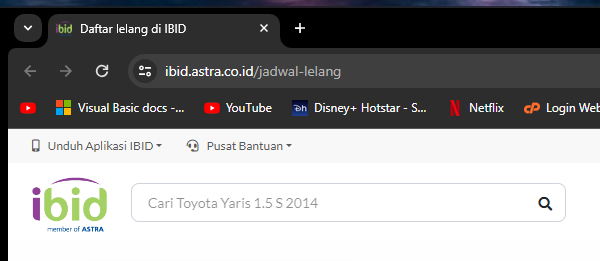 ibid Daftar lelang di IBID
ibid.astra.co.id/jadwal-lelang
Visual Basic docs -... YouTube Disney+ Hotstar - S... Netflix cP Login Web
Unduh Aplikasi IBID Pusat Bantuan
ibid
member of ASTRA
Cari Toyota Yaris 1.5 S 2014